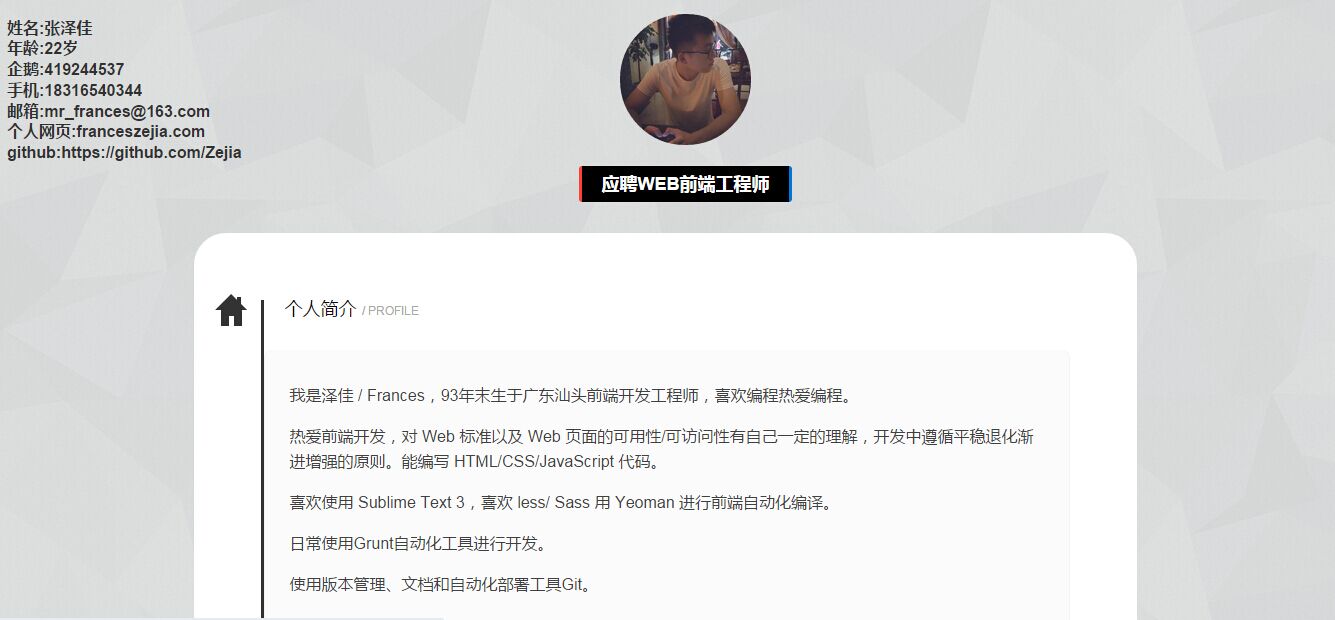 姓名:张泽佳
年龄:22岁
企鹅:419244537
手机:18316540344
邮箱:mr_frances@163.com
个人网页:franceszejia.com
github:https://github.com/Zejia
应聘WEB前端工程师
个人简介 / PROFILE
我是泽佳 / Frances，93年末生于广东汕头前端开发工程师，喜欢编程热爱编程。
热爱前端开发，对 Web 标准以及 Web 页面的可用性/可访问性有自己一定的理解，开发中遵循平稳退化渐
进增强的原则。能编写 HTML/CSS/JavaScript 代码。
喜欢使用 Sublime Text 3，喜欢 less/ Sass 用 Yeoman 进行前端自动化编译。
日常使用Grunt自动化工具进行开发。
使用版本管理、文档和自动化部署工具Git。